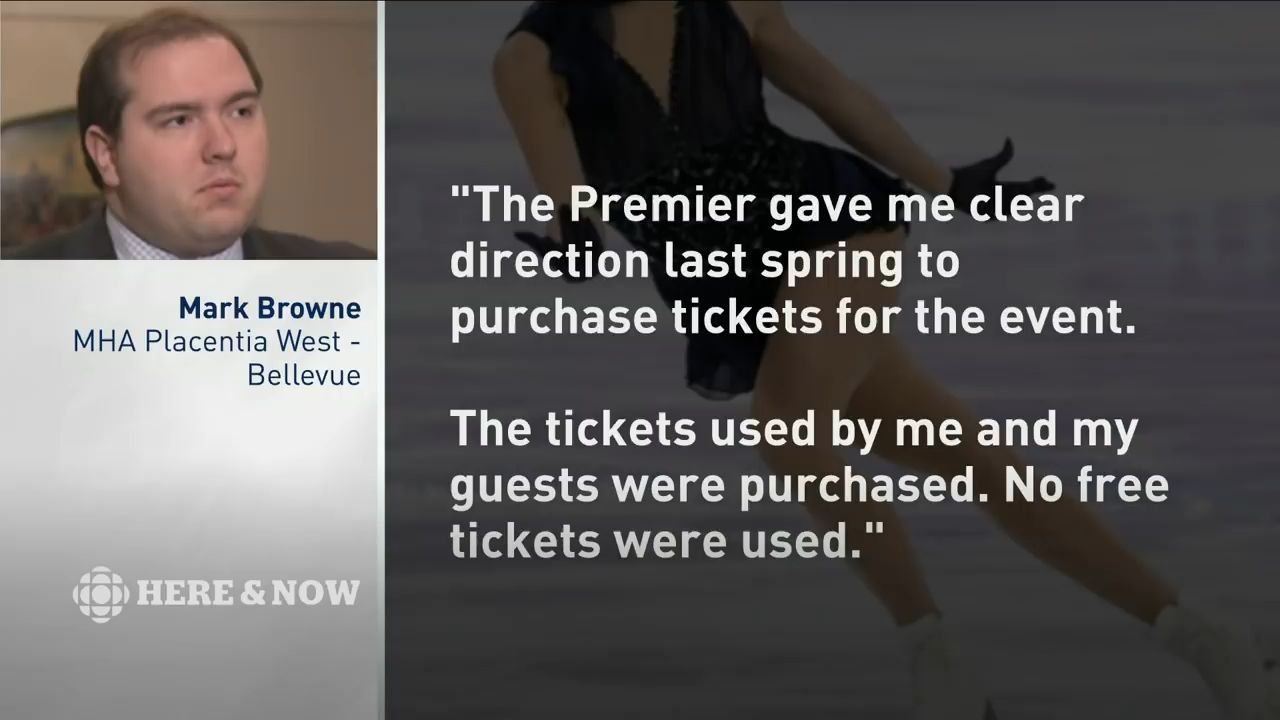 Mark Browne
MHA Placentia West -
Bellevue
HERE & NOW
"The Premier gave me clear
direction last spring to
purchase tickets for the event.
The tickets used by me and my
guests were purchased. No free
tickets were used."